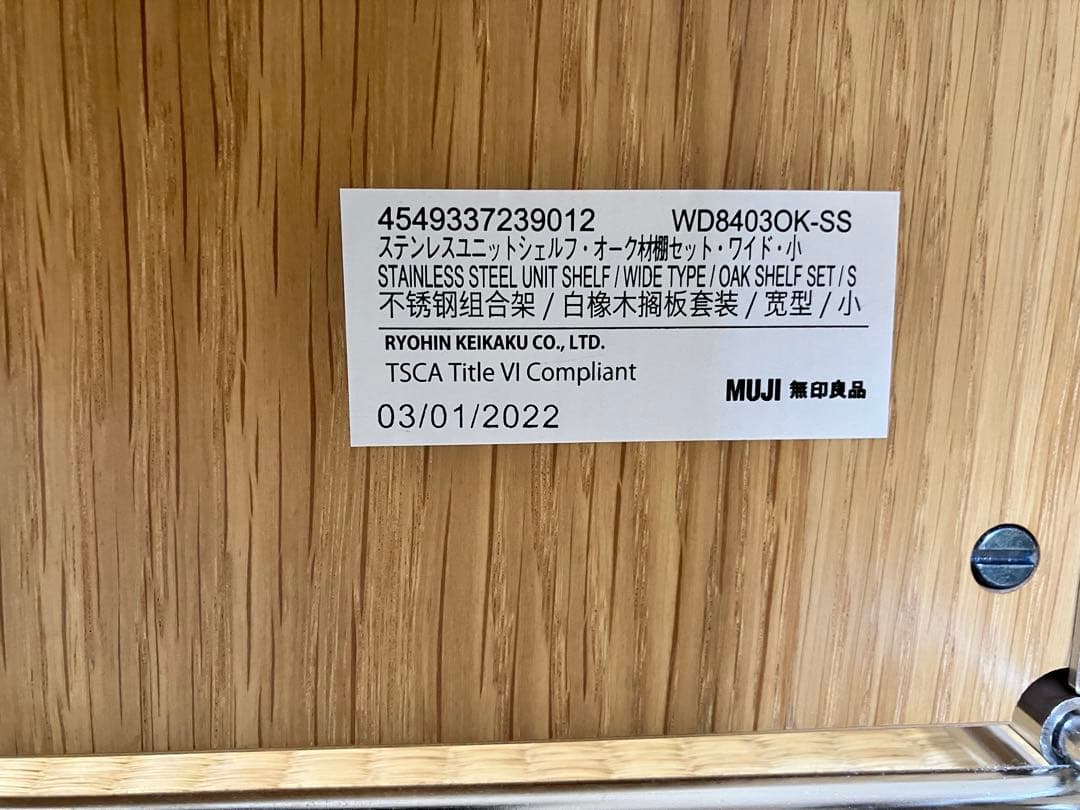 4549337239012 WD8403OK-SS
ステンレスユニットシェルフ・オーク材棚セット・ワイド・小
STAINLESS STEEL UNIT SHELF / WIDE TYPE / OAK SHELF SET / S
不锈钢组合架 / 白橡木搁板套装 / 宽型 / 小
RYOHIN KEIKAKU CO., LTD.
TSCA Title VI Compliant
MUJI 無印良品
03/01/2022